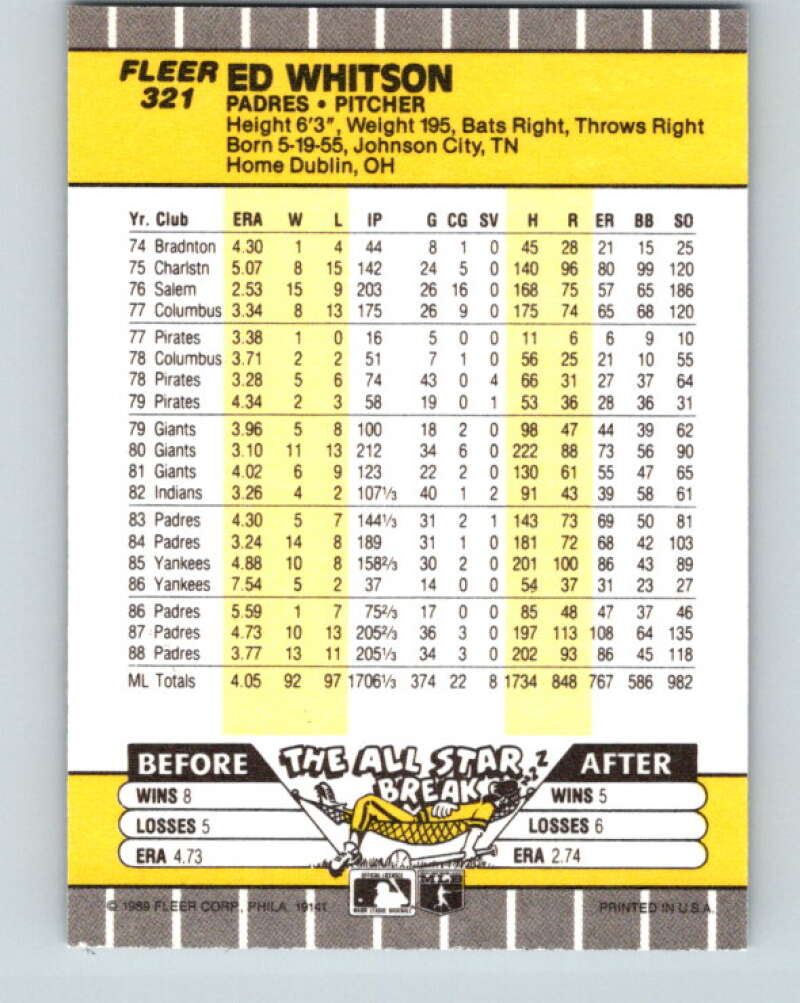 FLEER ED WHITSON
321
PADRES • PITCHER
Height 6'3", Weight 195, Bats Right, Throws Right
Born 5-19-55, Johnson City, TN
Home Dublin, OH
Yr. Club ERA W L IP G CG SV H R ER BB SO
74 Bradnton 4.30 1 4 44 8 1 0 45 28 21 15 25
75 Charlstn 5.07 8 15 142 24 5 0 140 96 80 99 120
76 Salem 2.53 15 9 203 26 16 0 168 75 57 65 186
77 Columbus 3.34 8 13 175 26 9 0 175 74 65 68 120
77 Pirates 3.38 1 0 16 5 0 0 11 6 6 9 10
78 Columbus 3.71 2 2 51 7 1 0 56 25 21 10 55
78 Pirates 3.28 5 6 74 43 0 4 66 31 27 37 64
79 Pirates 4.34 2 3 58 19 0 1 53 36 28 36 31
79 Giants 3.96 5 8 100 18 2 0 98 47 44 39 62
80 Giants 3.10 11 13 212 34 6 0 222 88 73 56 90
81 Giants 4.02 6 9 123 22 2 0 130 61 55 47 65
82 Indians 3.26 4 2 107⅓ 40 1 2 91 43 39 58 61
83 Padres 4.30 5 7 144⅓ 31 2 1 143 73 69 50 81
84 Padres 3.24 14 8 189 31 1 0 181 72 68 42 103
85 Yankees 4.88 10 8 158⅔ 30 2 0 201 100 86 43 89
86 Yankees 7.54 5 2 37 14 0 0 54 37 31 23 27
86 Padres 5.59 1 7 75⅔ 17 0 0 85 48 47 37 46
87 Padres 4.73 10 13 205⅔ 36 3 0 197 113 108 64 135
88 Padres 3.77 13 11 205⅓ 34 3 0 202 93 86 45 118
ML Totals 4.05 92 97 1706⅓ 374 22 8 1734 848 767 586 982
BEFORE THE ALL STAR BREAK AFTER
ZZZ
WINS 8 WINS 5
LOSSES 5 LOSSES 6
ERA 4.73 ERA 2.74
OFFICIAL LICENSEE
MAJOR LEAGUE BASEBALL
MLB
© 1989 FLEER CORP., PHILA. 19141 PRINTED IN U.S.A.